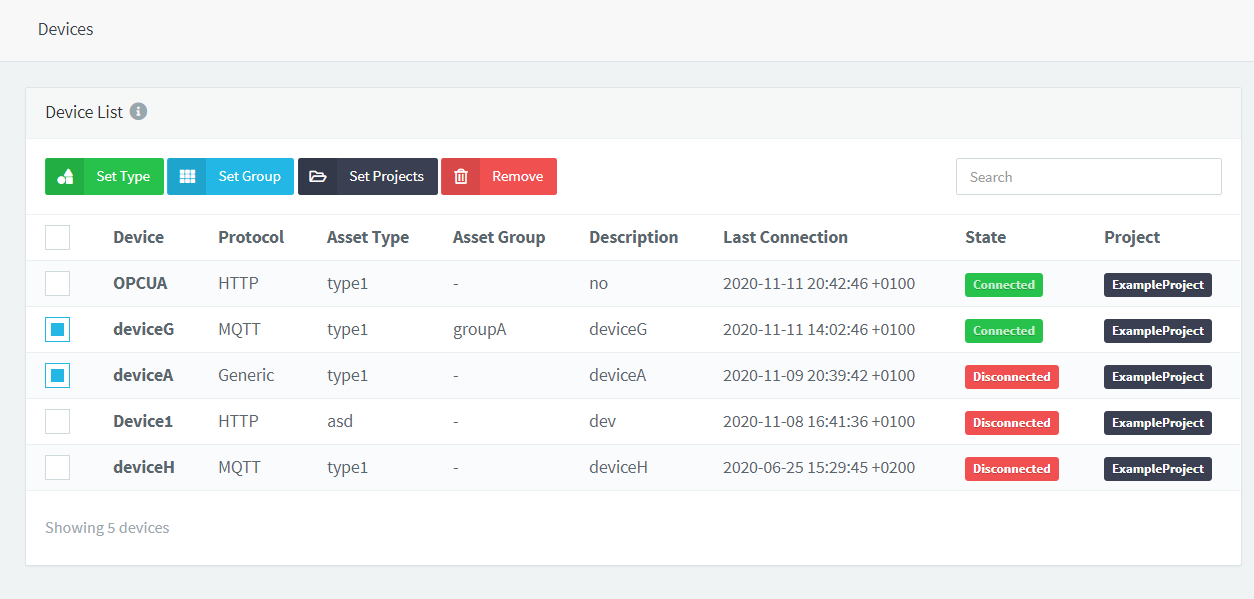 Devices
Device List
Set Type Set Group Set Projects Remove Search
Device Protocol Asset Type Asset Group Description Last Connection State Project
OPCUA HTTP type1 - no 2020-11-11 20:42:46 +0100 Connected ExampleProject
deviceG MQTT type1 groupA deviceG 2020-11-11 14:02:46 +0100 Connected ExampleProject
deviceA Generic type1 - deviceA 2020-11-09 20:39:42 +0100 Disconnected ExampleProject
Device1 HTTP asd - dev 2020-11-08 16:41:36 +0100 Disconnected ExampleProject
deviceH MQTT type1 - deviceH 2020-06-25 15:29:45 +0200 Disconnected ExampleProject
Showing 5 devices